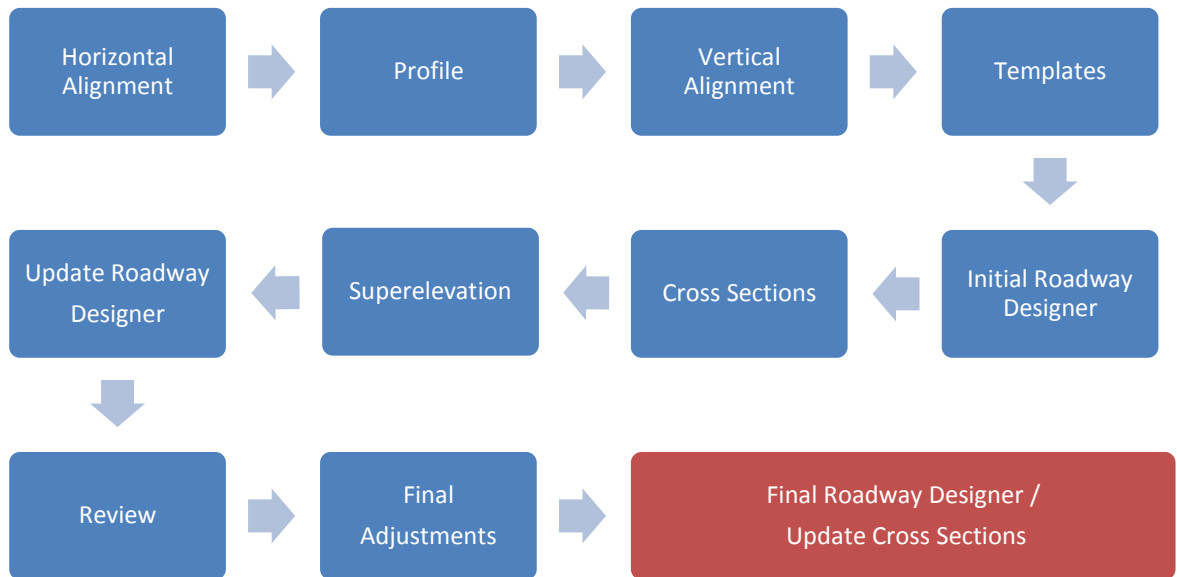 Horizontal
Alignment
Profile
Vertical
Alignment
Templates
Initial Roadway
Designer
Cross Sections
Superelevation
Update Roadway
Designer
Review
Final
Adjustments
Final Roadway Designer /
Update Cross Sections